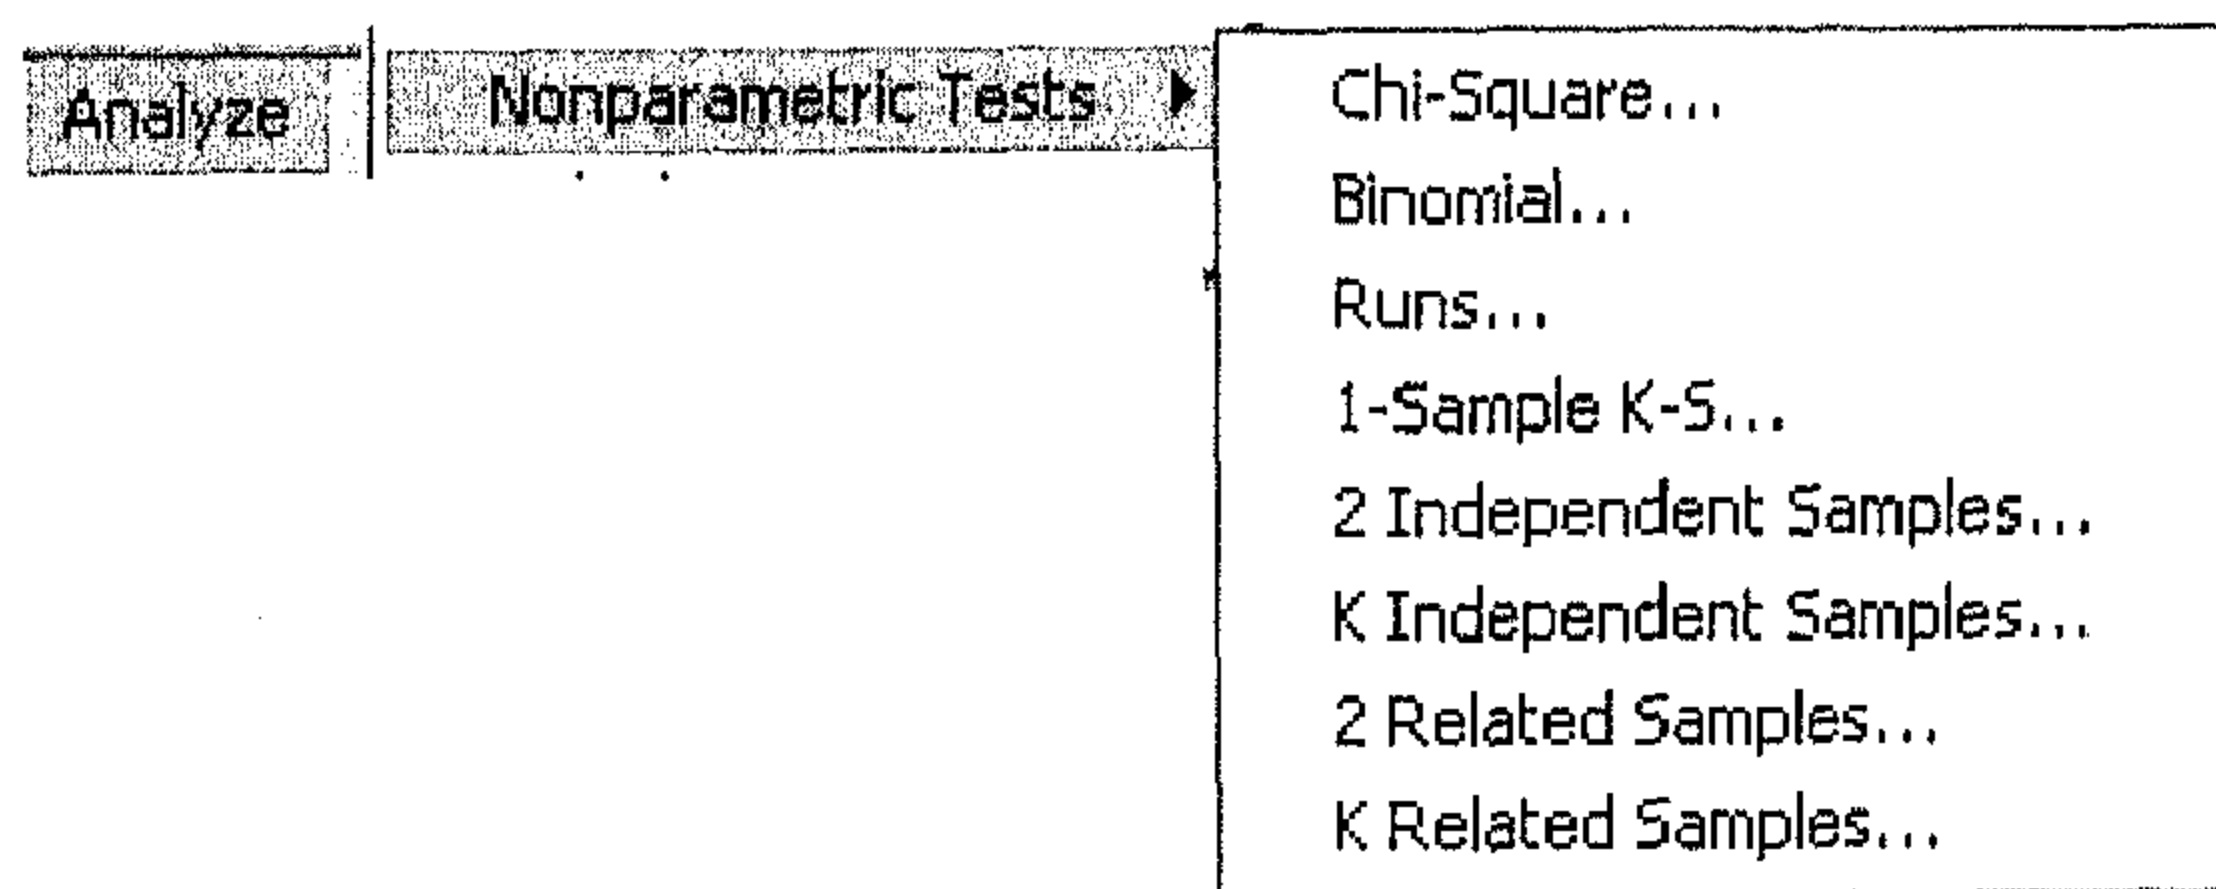 Analyze
Nonparametric Tests
Chi-Square...
Binomial...
Runs...
1-Sample K-S...
2 Independent Samples...
K Independent Samples...
2 Related Samples...
K Related Samples...